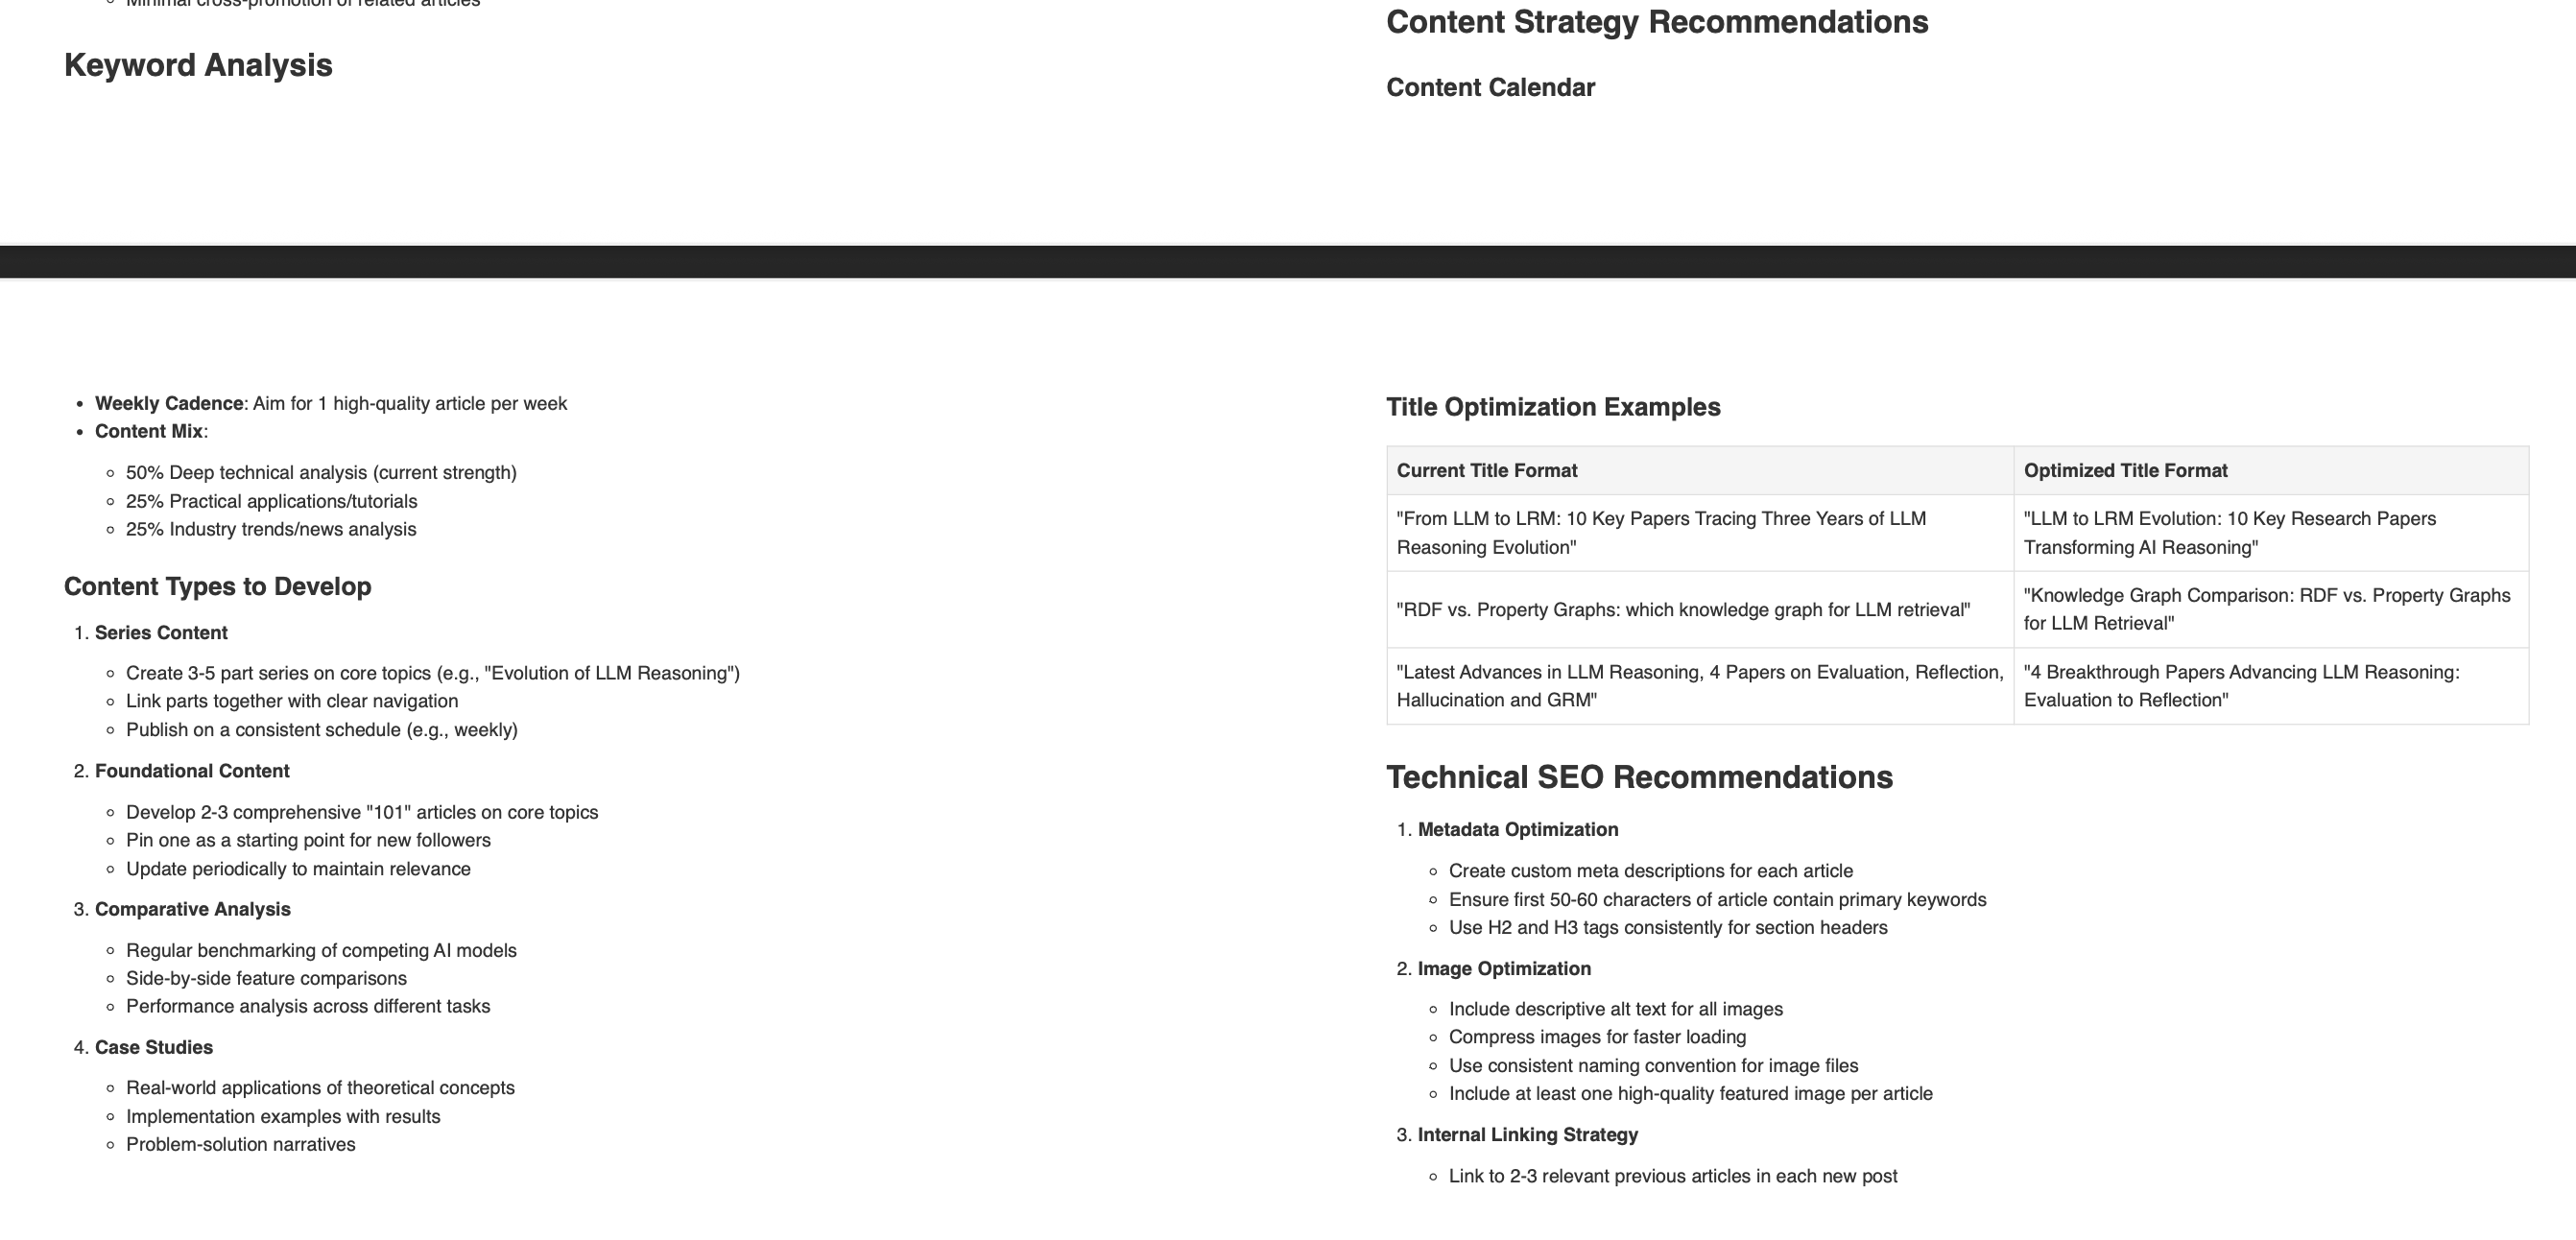 Minimal cross-promotion of related articles
Keyword Analysis
Content Strategy Recommendations
Content Calendar
• Weekly Cadence: Aim for 1 high-quality article per week
• Content Mix:
◦ 50% Deep technical analysis (current strength)
◦ 25% Practical applications/tutorials
◦ 25% Industry trends/news analysis
Content Types to Develop
1. Series Content
◦ Create 3-5 part series on core topics (e.g., "Evolution of LLM Reasoning")
◦ Link parts together with clear navigation
◦ Publish on a consistent schedule (e.g., weekly)
2. Foundational Content
◦ Develop 2-3 comprehensive "101" articles on core topics
◦ Pin one as a starting point for new followers
◦ Update periodically to maintain relevance
3. Comparative Analysis
◦ Regular benchmarking of competing AI models
◦ Side-by-side feature comparisons
◦ Performance analysis across different tasks
4. Case Studies
◦ Real-world applications of theoretical concepts
◦ Implementation examples with results
◦ Problem-solution narratives
Title Optimization Examples
Current Title Format
Optimized Title Format
"From LLM to LRM: 10 Key Papers Tracing Three Years of LLM
Reasoning Evolution"
"LLM to LRM Evolution: 10 Key Research Papers
Transforming AI Reasoning"
"RDF vs. Property Graphs: which knowledge graph for LLM retrieval"
"Knowledge Graph Comparison: RDF vs. Property Graphs
for LLM Retrieval"
"Latest Advances in LLM Reasoning, 4 Papers on Evaluation, Reflection,
Hallucination and GRM"
"4 Breakthrough Papers Advancing LLM Reasoning:
Evaluation to Reflection"
Technical SEO Recommendations
1. Metadata Optimization
◦ Create custom meta descriptions for each article
◦ Ensure first 50-60 characters of article contain primary keywords
◦ Use H2 and H3 tags consistently for section headers
2. Image Optimization
◦ Include descriptive alt text for all images
◦ Compress images for faster loading
◦ Use consistent naming convention for image files
◦ Include at least one high-quality featured image per article
3. Internal Linking Strategy
◦ Link to 2-3 relevant previous articles in each new post